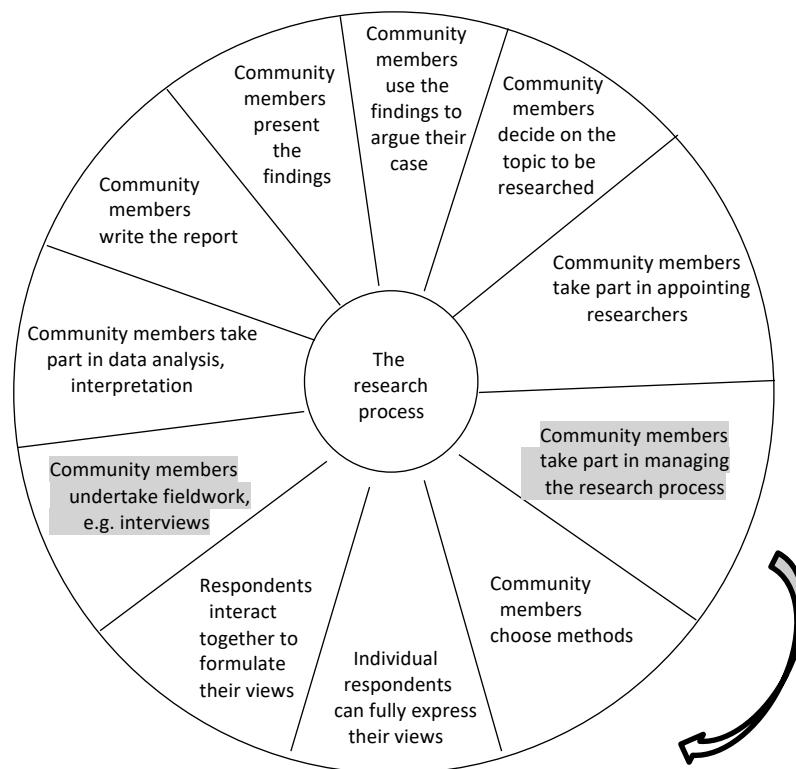 Community
members
use the
findings to
argue their
case
Community
members
decide on the
topic to be
researched
Community members
take part in appointing
researchers
Community members
take part in managing
the research process
Community
members
choose methods
Individual
respondents
can fully express
their views
Respondents
interact
together to
formulate
their views
Community members
undertake fieldwork,
e.g. interviews
Community members take
part in data analysis,
interpretation
Community
members
write the report
Community
members
present
the
findings
The
research
process